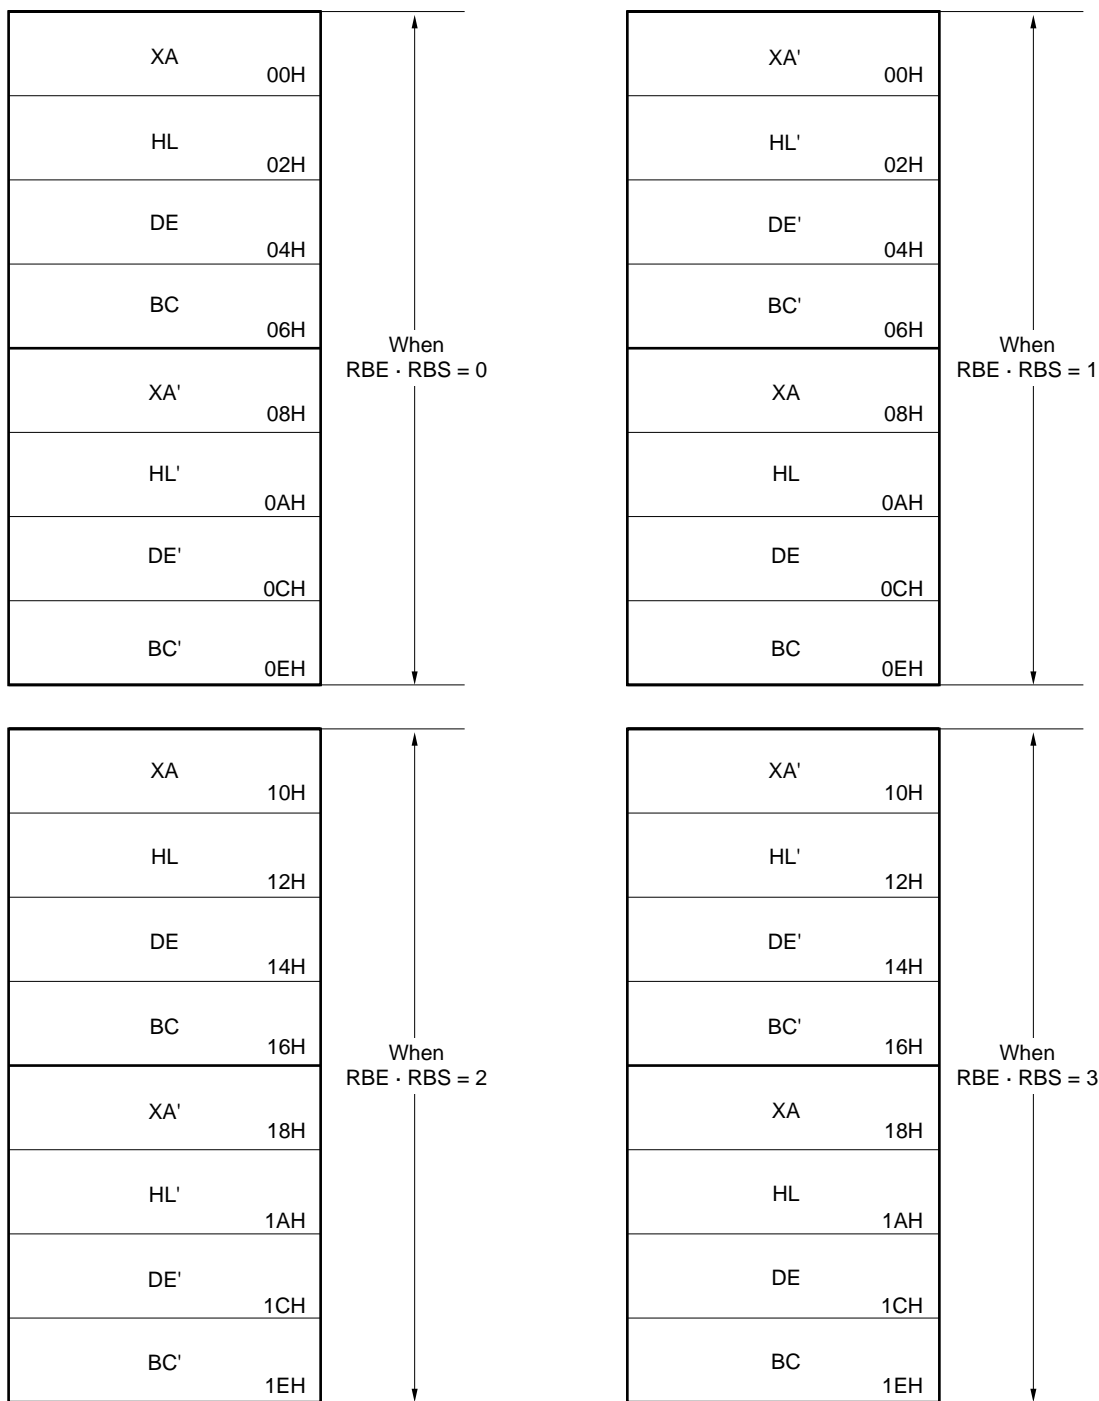 XA
00H
HL
02H
DE
04H
BC
06H
XA'
08H
HL'
0AH
DE'
0CH
BC'
0EH
When
RBE · RBS = 0
XA'
00H
HL'
02H
DE'
04H
BC'
06H
XA
08H
HL
0AH
DE
0CH
BC
0EH
When
RBE · RBS = 1
XA
10H
HL
12H
DE
14H
BC
16H
XA'
18H
HL'
1AH
DE'
1CH
BC'
1EH
When
RBE · RBS = 2
XA'
10H
HL'
12H
DE'
14H
BC'
16H
XA
18H
HL
1AH
DE
1CH
BC
1EH
When
RBE · RBS = 3